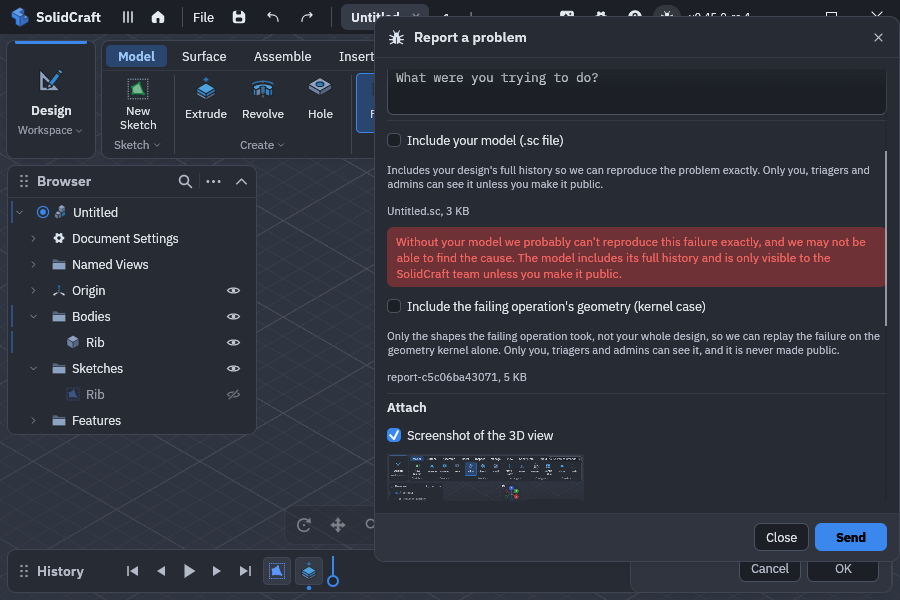 SolidCraft
File
Untitled
Report a problem
Model
Surface
Assemble
Insert
Design
Workspace
New
Sketch
Extrude
Revolve
Hole
Sketch
Create
What were you trying to do?
Include your model (.sc file)
Includes your design's full history so we can reproduce the problem exactly. Only you, triagers and
admins can see it unless you make it public.
Untitled.sc, 3 KB
Without your model we probably can't reproduce this failure exactly, and we may not be
able to find the cause. The model includes its full history and is only visible to the
SolidCraft team unless you make it public.
Include the failing operation's geometry (kernel case)
Only the shapes the failing operation took, not your whole design, so we can replay the failure on the
geometry kernel alone. Only you, triagers and admins can see it, and it is never made public.
report-c5c06ba43071, 5 KB
Attach
Screenshot of the 3D view
Close
Send
Browser
Untitled
Document Settings
Named Views
Origin
Bodies
Rib
Sketches
Rib
Features
History
Cancel
OK